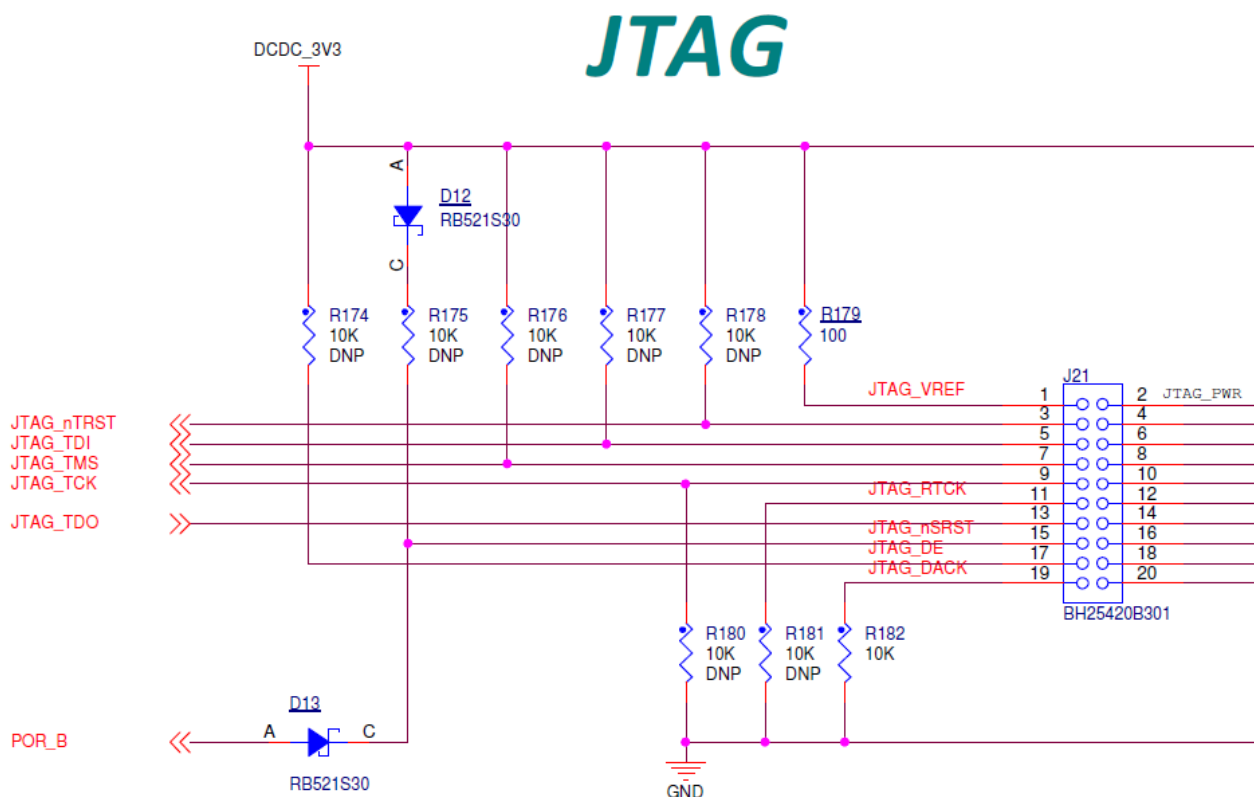 JTAG
DCDC_3V3
A
D12
RB521S30
C
R174
10K
DNP
R175
10K
DNP
R176
10K
DNP
R177
10K
DNP
R178
10K
DNP
R179
100
J21
JTAG_VREF 1 2 JTAG_PWR
JTAG_nTRST 3 4
JTAG_TDI 5 6
JTAG_TMS 7 8
JTAG_TCK 9 10
JTAG_RTCK 11 12
JTAG_TDO 13 14
JTAG_nSRST 15 16
JTAG_DE 17 18
JTAG_DACK 19 20
BH25420B301
R180
10K
DNP
R181
10K
DNP
R182
10K
D13
POR_B A C
RB521S30
GND